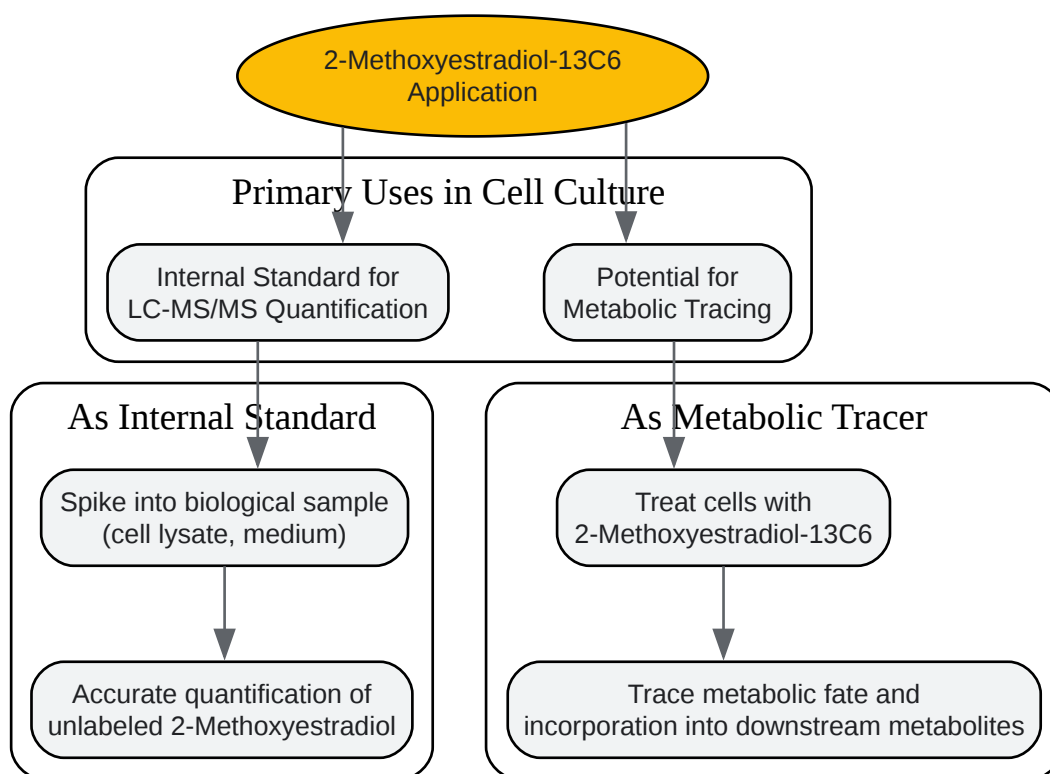 2-Methoxyestradiol-13C6
Application
Primary Uses in Cell Culture
Internal Standard for
LC-MS/MS Quantification
Potential for
Metabolic Tracing
As Internal Standard
Spike into biological sample
(cell lysate, medium)
Accurate quantification of
unlabeled 2-Methoxyestradiol
As Metabolic Tracer
Treat cells with
2-Methoxyestradiol-13C6
Trace metabolic fate and
incorporation into downstream metabolites